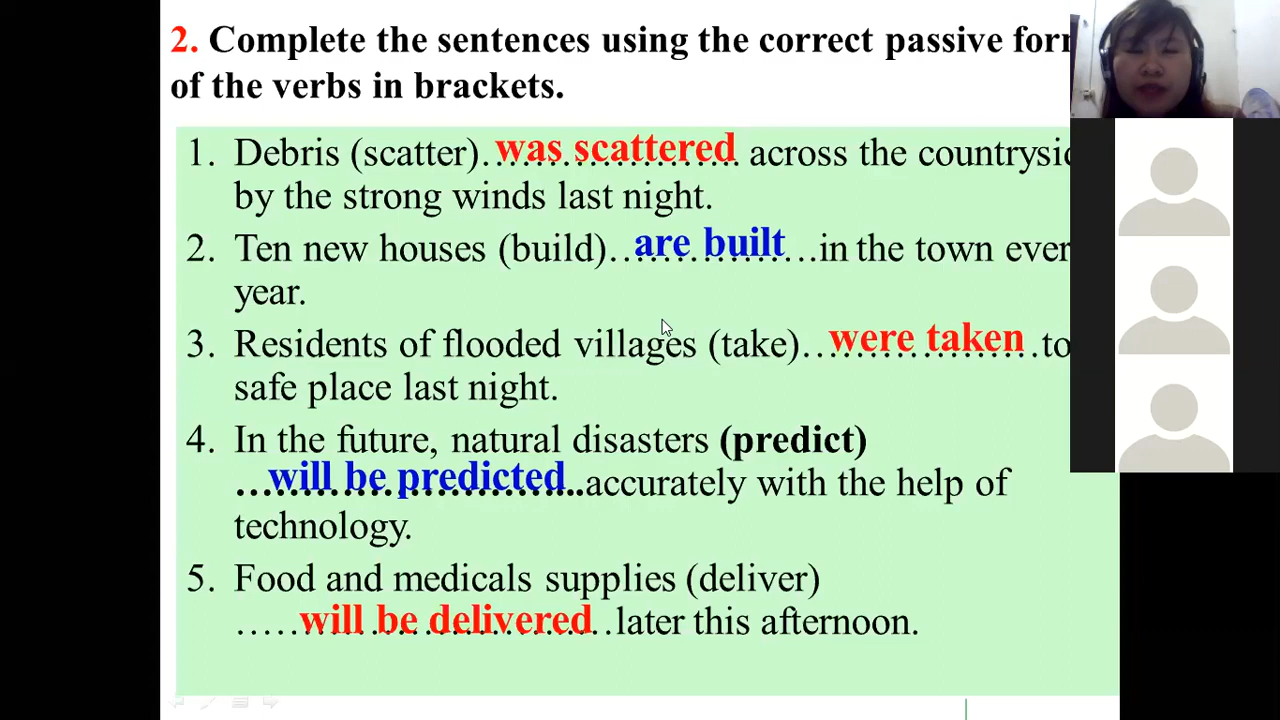 2. Complete the sentences using the correct passive
of the verbs in brackets.
1. Debris (scatter)…was scattered… across the
by the strong winds last night.
2. Ten new houses (build)…are built…in the town
year.
3. Residents of flooded villages (take)…were taken…to
safe place last night.
4. In the future, natural disasters (predict)
…will be predicted…accurately with the help of
technology.
5. Food and medicals supplies (deliver)
…will be delivered…later this afternoon.